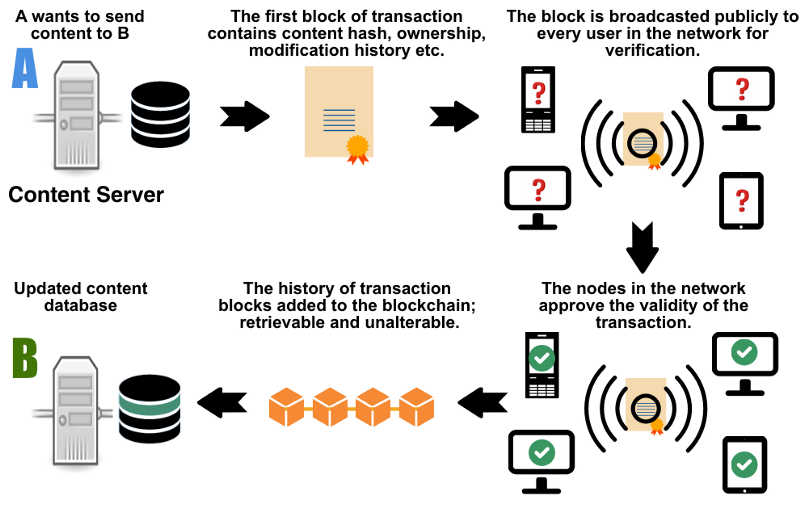 A wants to send
content to B
A
Content Server
The first block of transaction
contains content hash, ownership,
modification history etc.
The block is broadcasted publicly to
every user in the network for
verification.
?
?
?
?
The nodes in the network
approve the validity of the
transaction.
The history of transaction
blocks added to the blockchain;
retrievable and unalterable.
Updated content
database
B